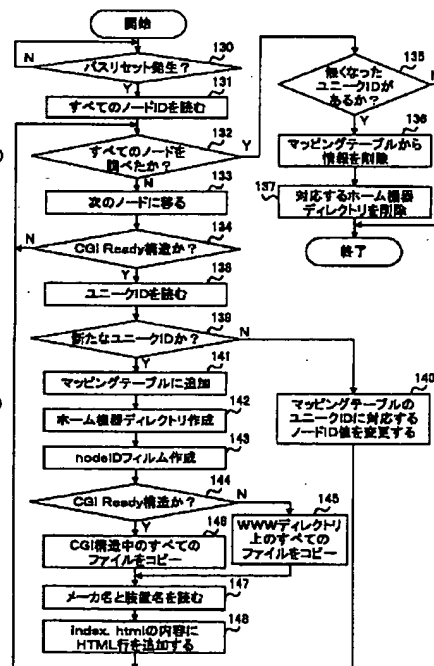 開始
130
N
バスリセット発生?
Y
131
すべてのノードIDを読む
132
すべてのノードを
調べたか?
Y
N
133
次のノードに移る
134
N
CGI Ready構造か?
Y
138
ユニークIDを読む
139
新たなユニークIDか?
N
Y
141
マッピングテーブルに追加
142
ホーム機器ディレクトリ作成
143
nodeIDフィルム作成
144
CGI Ready構造か?
N
Y
146
CGI構造中のすべての
ファイルをコピー
145
WWWディレクトリ
上のすべての
ファイルをコピー
147
メーカ名と装置名を読む
148
index. htmlの内容に
HTML行を追加する
140
マッピングテーブルの
ユニークIDに対応する
ノードID値を変更する
135
無くなった
ユニークIDが
あるか?
N
Y
136
マッピングテーブルから
情報を削除
137
対応するホーム機器
ディレクトリを削除
終了